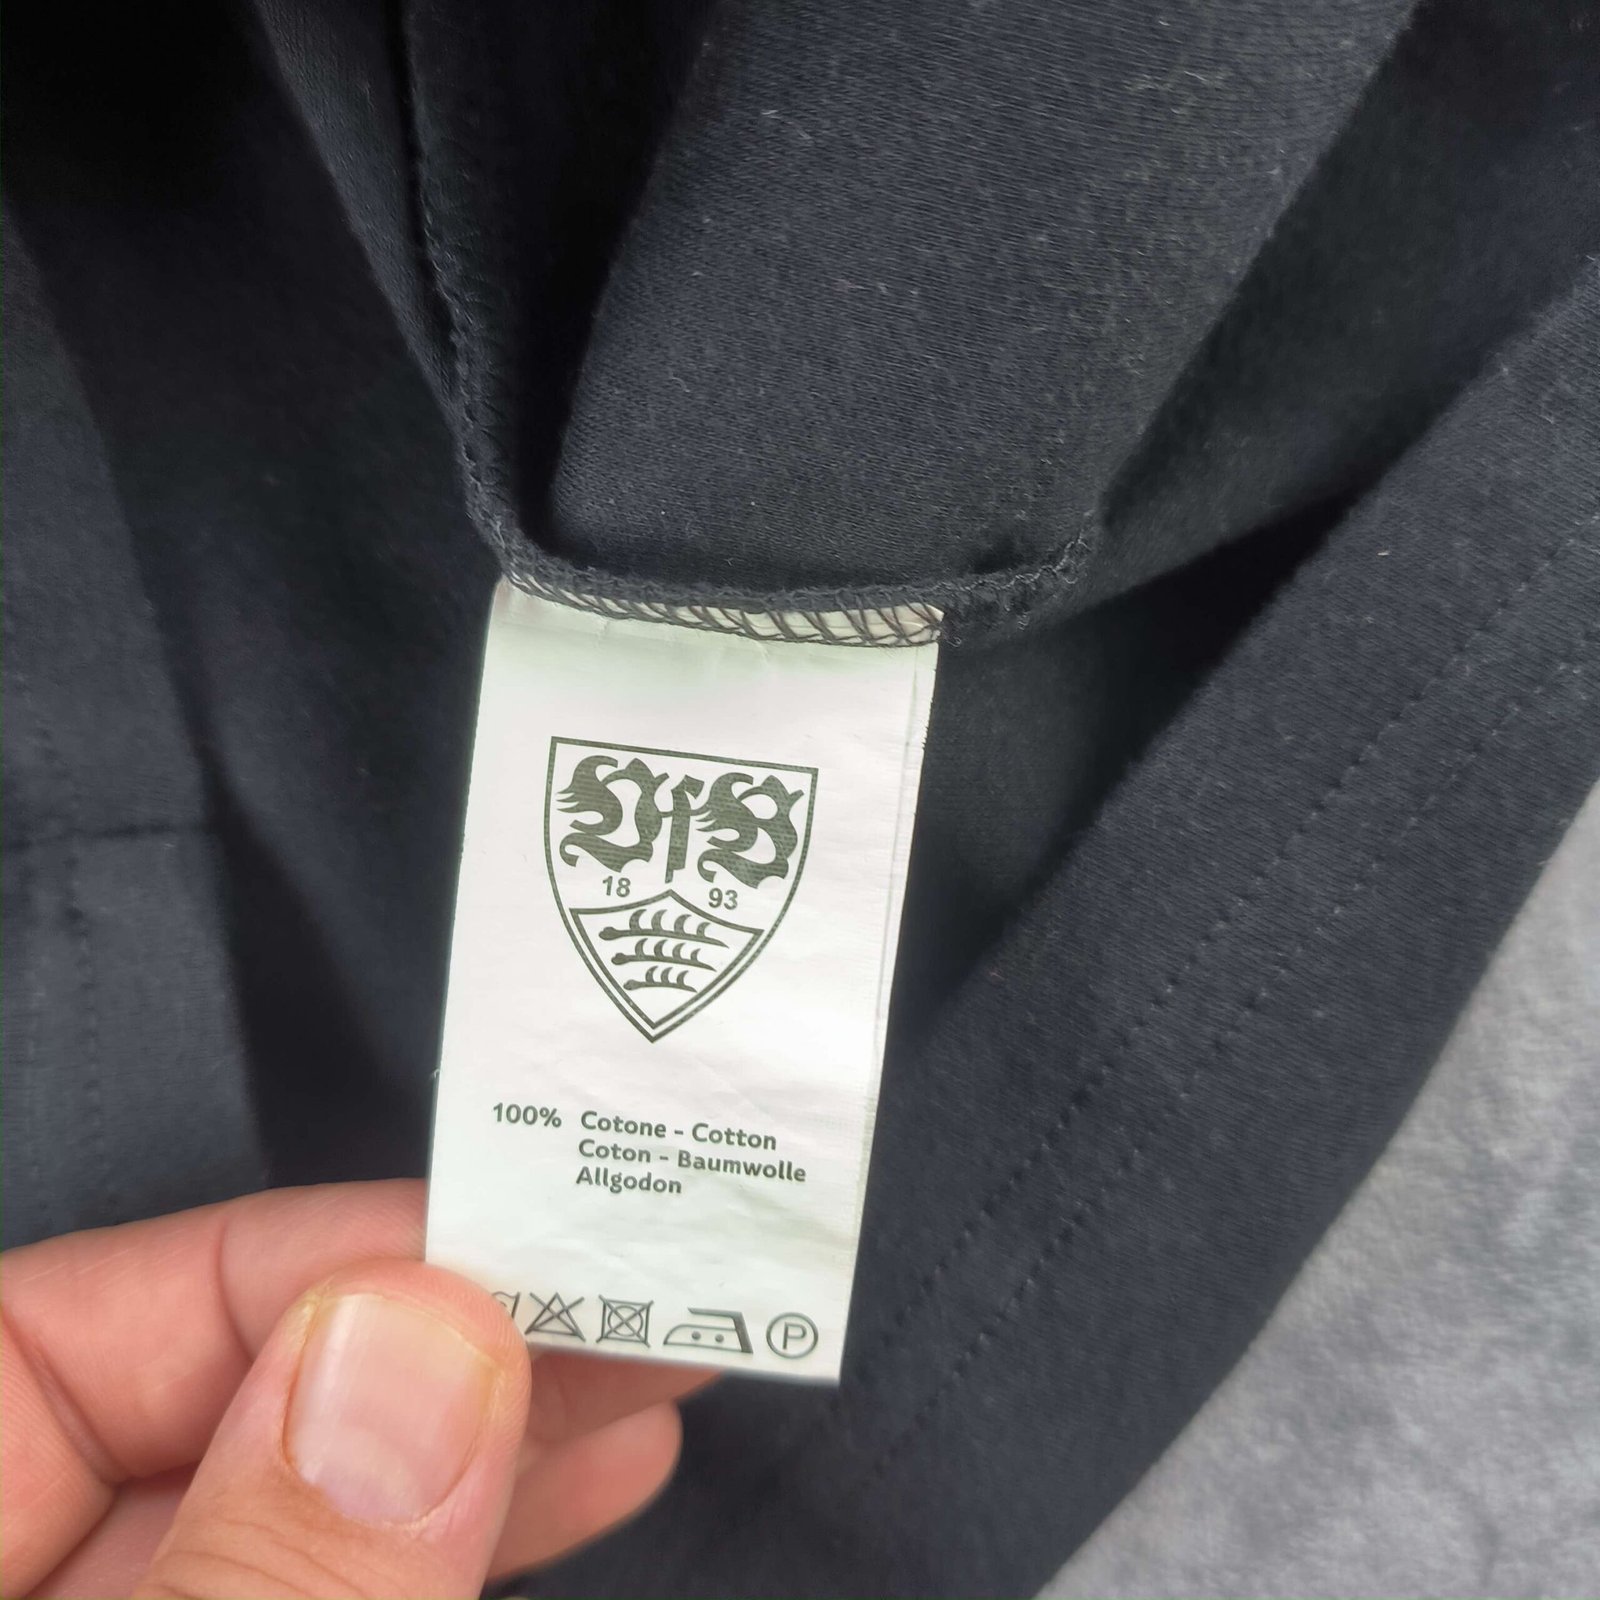 VfB
18 93
100% Cotone - Cotton
Coton - Baumwolle
Allgodon
P